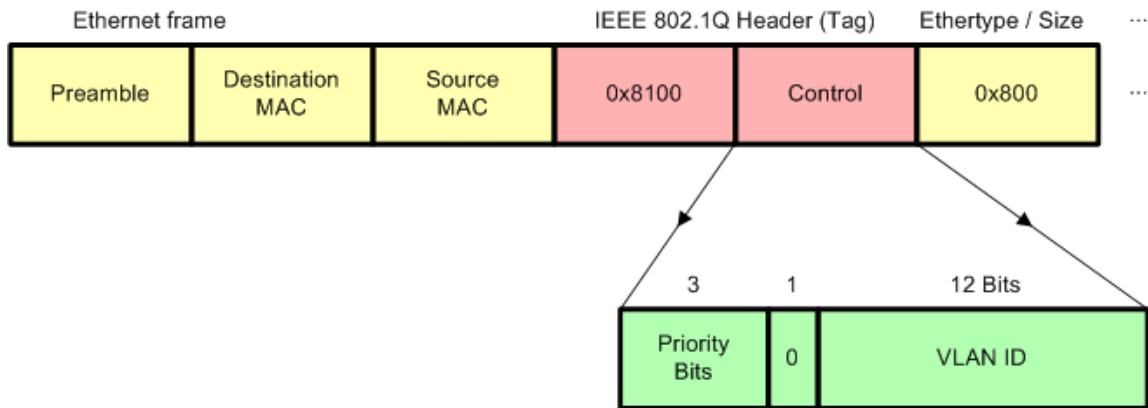 Ethernet frame
IEEE 802.1Q Header (Tag)
Ethertype / Size
...
Preamble
Destination
MAC
Source
MAC
0x8100
Control
0x800
...
3
1
12 Bits
Priority
Bits
0
VLAN ID